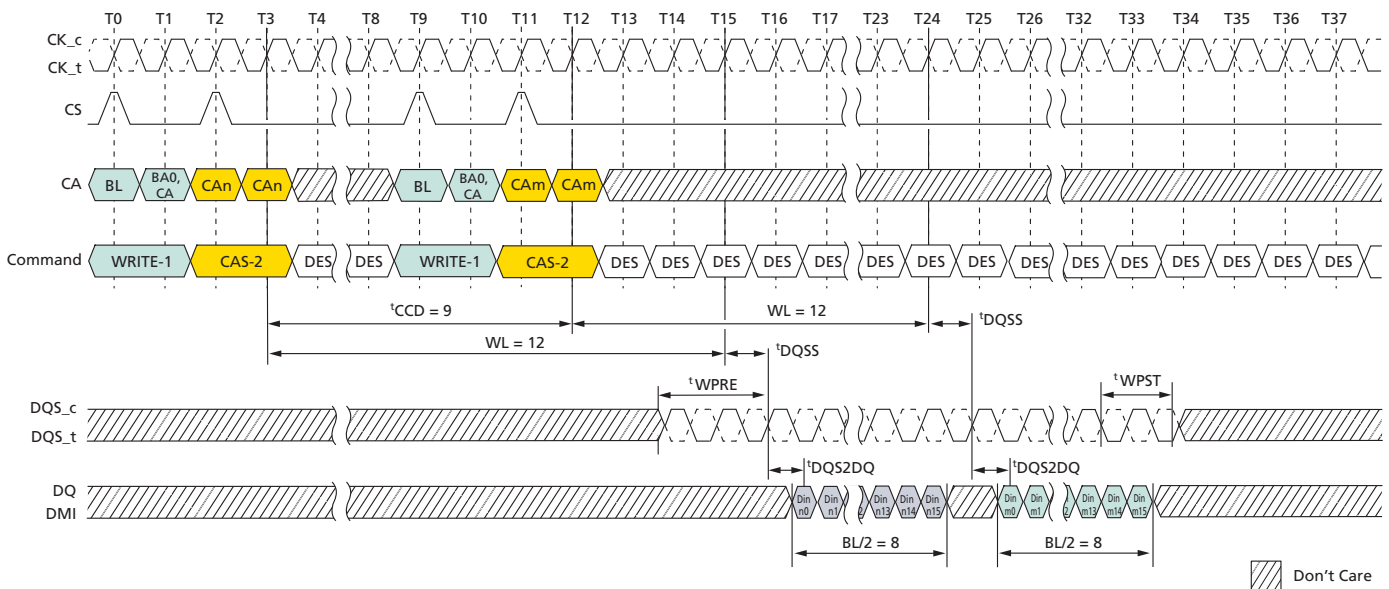 T0 T1 T2 T3 T4 T8 T9 T10 T11 T12 T13 T14 T15 T16 T17 T23 T24 T25 T26 T32 T33 T34 T35 T36 T37
CK_c
CK_t
CS
CA BL BA0, CA CAn CAn BL BA0, CA CAm CAm
Command WRITE-1 CAS-2 DES DES WRITE-1 CAS-2 DES DES DES DES DES DES DES DES DES DES DES DES DES DES DES
tCCD = 9 WL = 12 tDQSS
WL = 12 tDQSS
tWPRE tWPST
DQS_c
DQS_t
tDQS2DQ tDQS2DQ
DQ
DMI
Din n0 Din n1 Din n13 Din n14 Din n15 Din m0 Din m1 Din m13 Din m14 Din m15
BL/2 = 8 BL/2 = 8
Don't Care